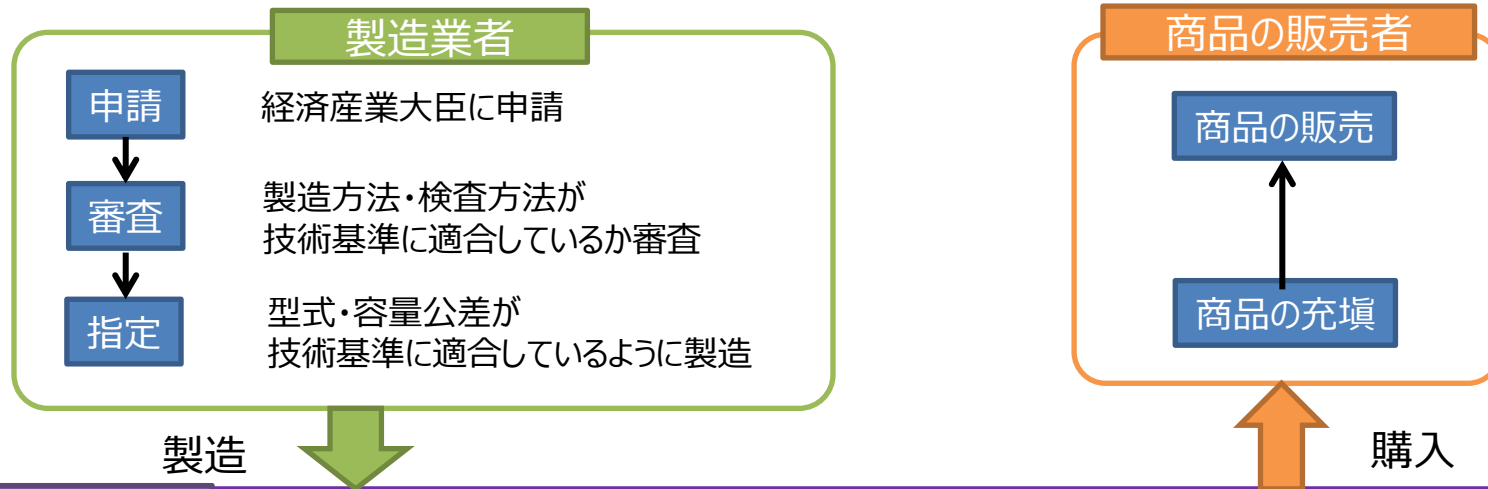 製造業者
申請
経済産業大臣に申請
審査
製造方法・検査方法が
技術基準に適合しているか審査
指定
型式・容量公差が
技術基準に適合しているように製造
製造
商品の販売者
商品の販売
商品の充塡
購入